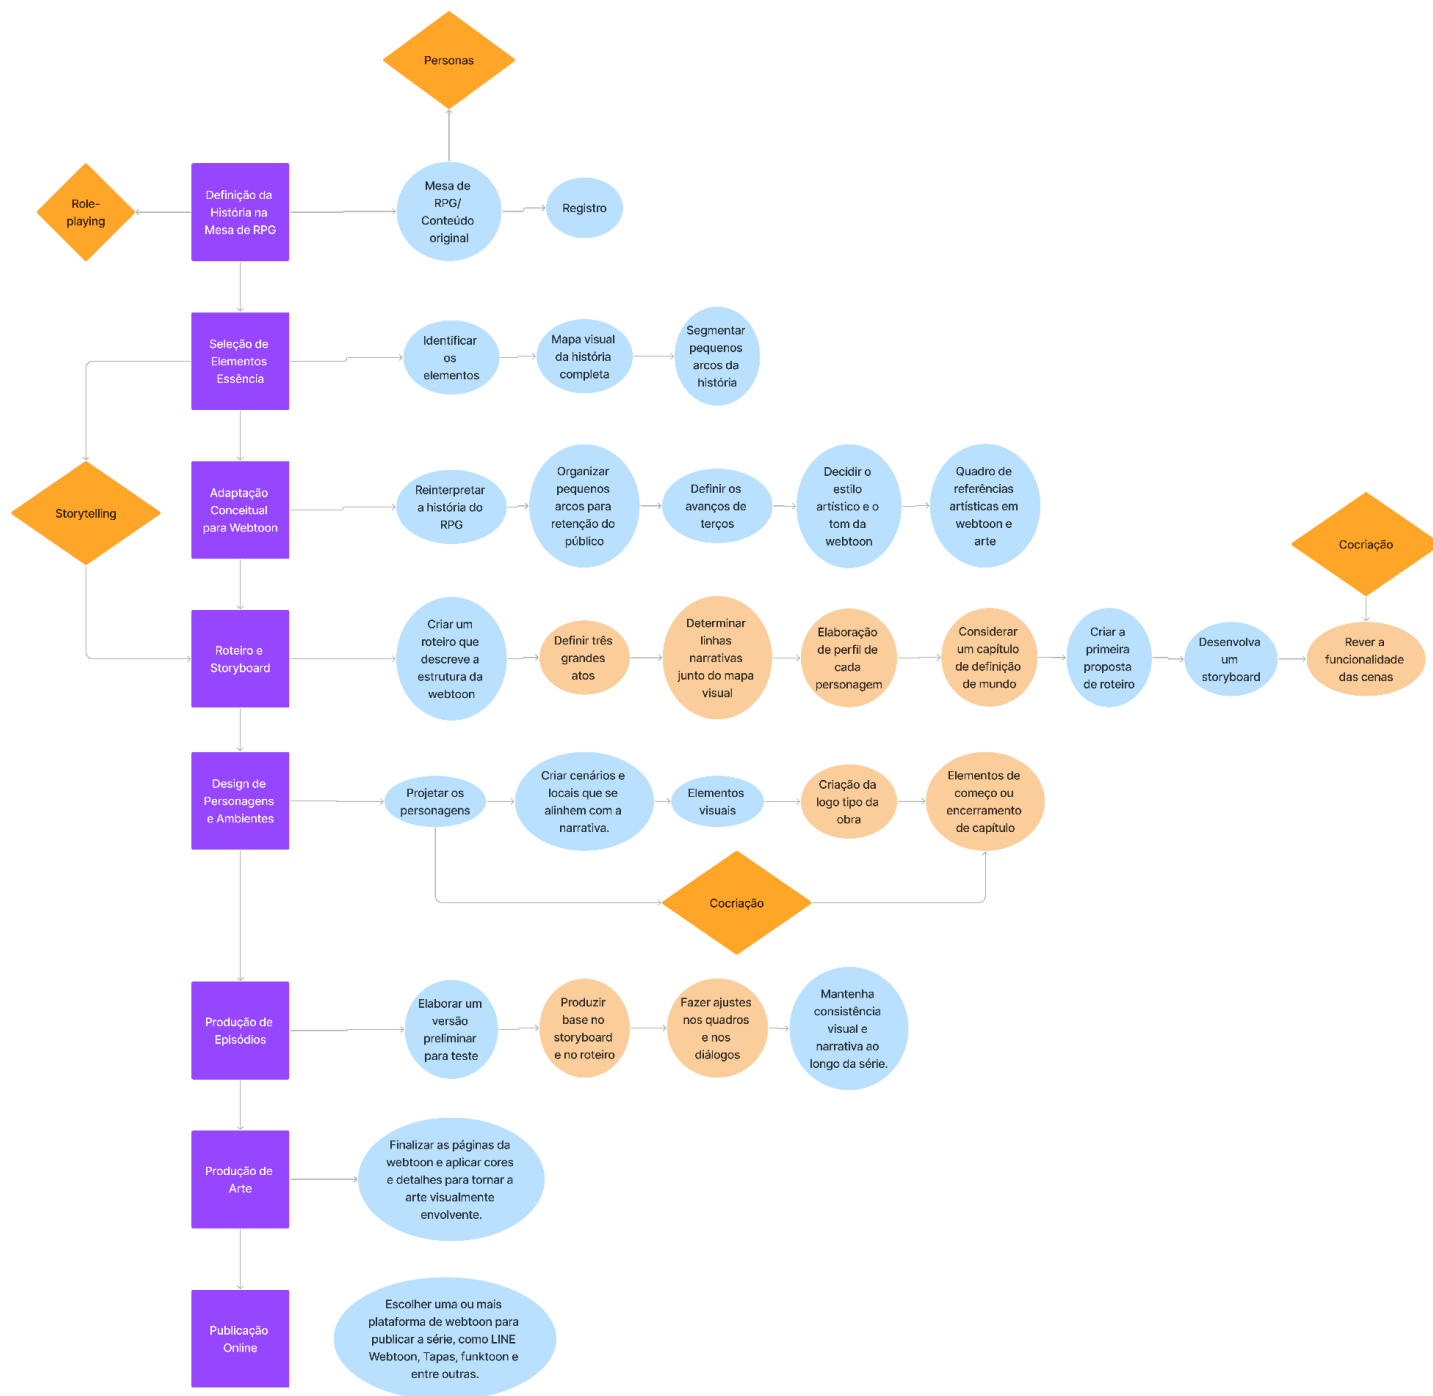 Personas
Role-
playing
Definição da
História na
Mesa de RPG
Mesa de
RPG/
Conteúdo
original
Registro
Seleção de
Elementos
Essência
Identificar
os
elementos
Mapa visual
da história
completa
Segmentar
pequenos
arcos da
história
Storytelling
Adaptação
Conceitual
para Webtoon
Reinterpretar
a história do
RPG
Organizar
pequenos
arcos para
retenção do
público
Definir os
avanços de
terços
Decidir o
estilo
artístico e o
tom da
webtoon
Quadro de
referências
artísticas em
webtoon e
arte
Cocriação
Roteiro e
Storyboard
Criar um
roteiro que
descreve a
estrutura da
webtoon
Definir três
grandes
atos
Determinar
linhas
narrativas
junto do mapa
visual
Elaboração
de perfil de
cada
personagem
Considerar
um capítulo
de definição
de mundo
Criar a
primeira
proposta
de roteiro
Desenvolva
um
storyboard
Rever a
funcionalidade
das cenas
Design de
Personagens
e Ambientes
Projetar os
personagens
Criar cenários e
locais que se
alinhem com a
narrativa.
Elementos
visuais
Criação da
logo tipo da
obra
Elementos de
começo ou
encerramento
de capítulo
Cocriação
Produção de
Episódios
Elaborar um
versão
preliminar
para teste
Produzir
base no
storyboard
e no roteiro
Fazer ajustes
nos quadros
e nos
diálogos
Mantenha
consistência
visual e
narrativa ao
longo da série.
Produção de
Arte
Finalizar as páginas da
webtoon e aplicar cores
e detalhes para tornar a
arte visualmente
envolvente.
Publicação
Online
Escolher uma ou mais
plataforma de webtoon para
publicar a série, como LINE
Webtoon, Tapas, funktoon e
entre outras.